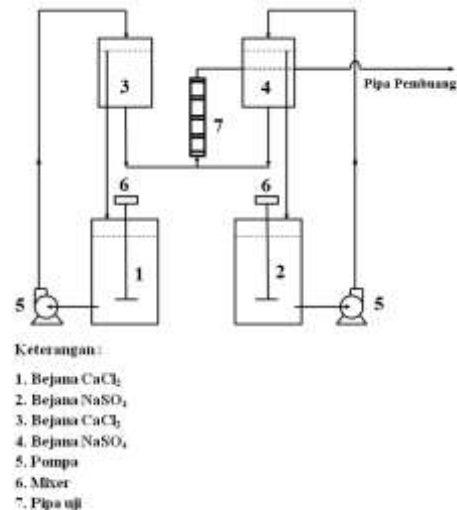 3
4
Pipa Pembuang
7
6
6
1
2
5
5
Keterangan :
1. Bejana CaCl₂
2. Bejana NaSO₄
3. Bejana CaCl₂
4. Bejana NaSO₄
5. Pompa
6. Mixer
7. Pipa uji